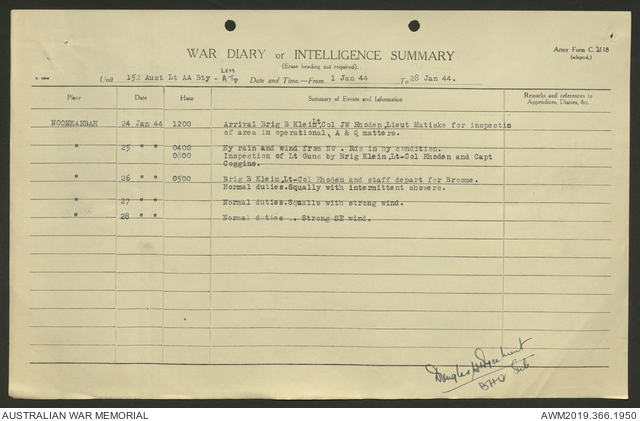 WAR DIARY or INTELLIGENCE SUMMARY
(Erase heading not required).
Army Form C. 2118
(adapted.)
Unit 152 Aust Lt AA Bty - Less A Tp Date and Time.—From 1 Jan 44 To 28 Jan 44.
Place Date Hour Summary of Events and Information Remarks and references to
Appendices, Diaries, &c.
NOONKANBAH 24 Jan 44 1200 Arrival Brig B Klein, Lt Col JW Rhoden, Lieut Matiske for inspectin
of area in operational, A & Q matters.
" 25 " " 0400 Hy rain and wind from NW . Rds in hy condition.
0800 Inspection of Lt Guns by Brig Klein, Lt-Col Rhoden and Capt
Coggins.
" 26 " " 0500 Brig B Klein, Lt-Col Rhoden and staff depart for Broome.
Normal duties. Squally with intermittent showers.
" 27 " " Normal duties. Squalls with strong wind.
" 28 " " Normal duties .. Strong SE wind.
Douglas
BHQ
AUSTRALIAN WAR MEMORIAL AWM2019.366.1950